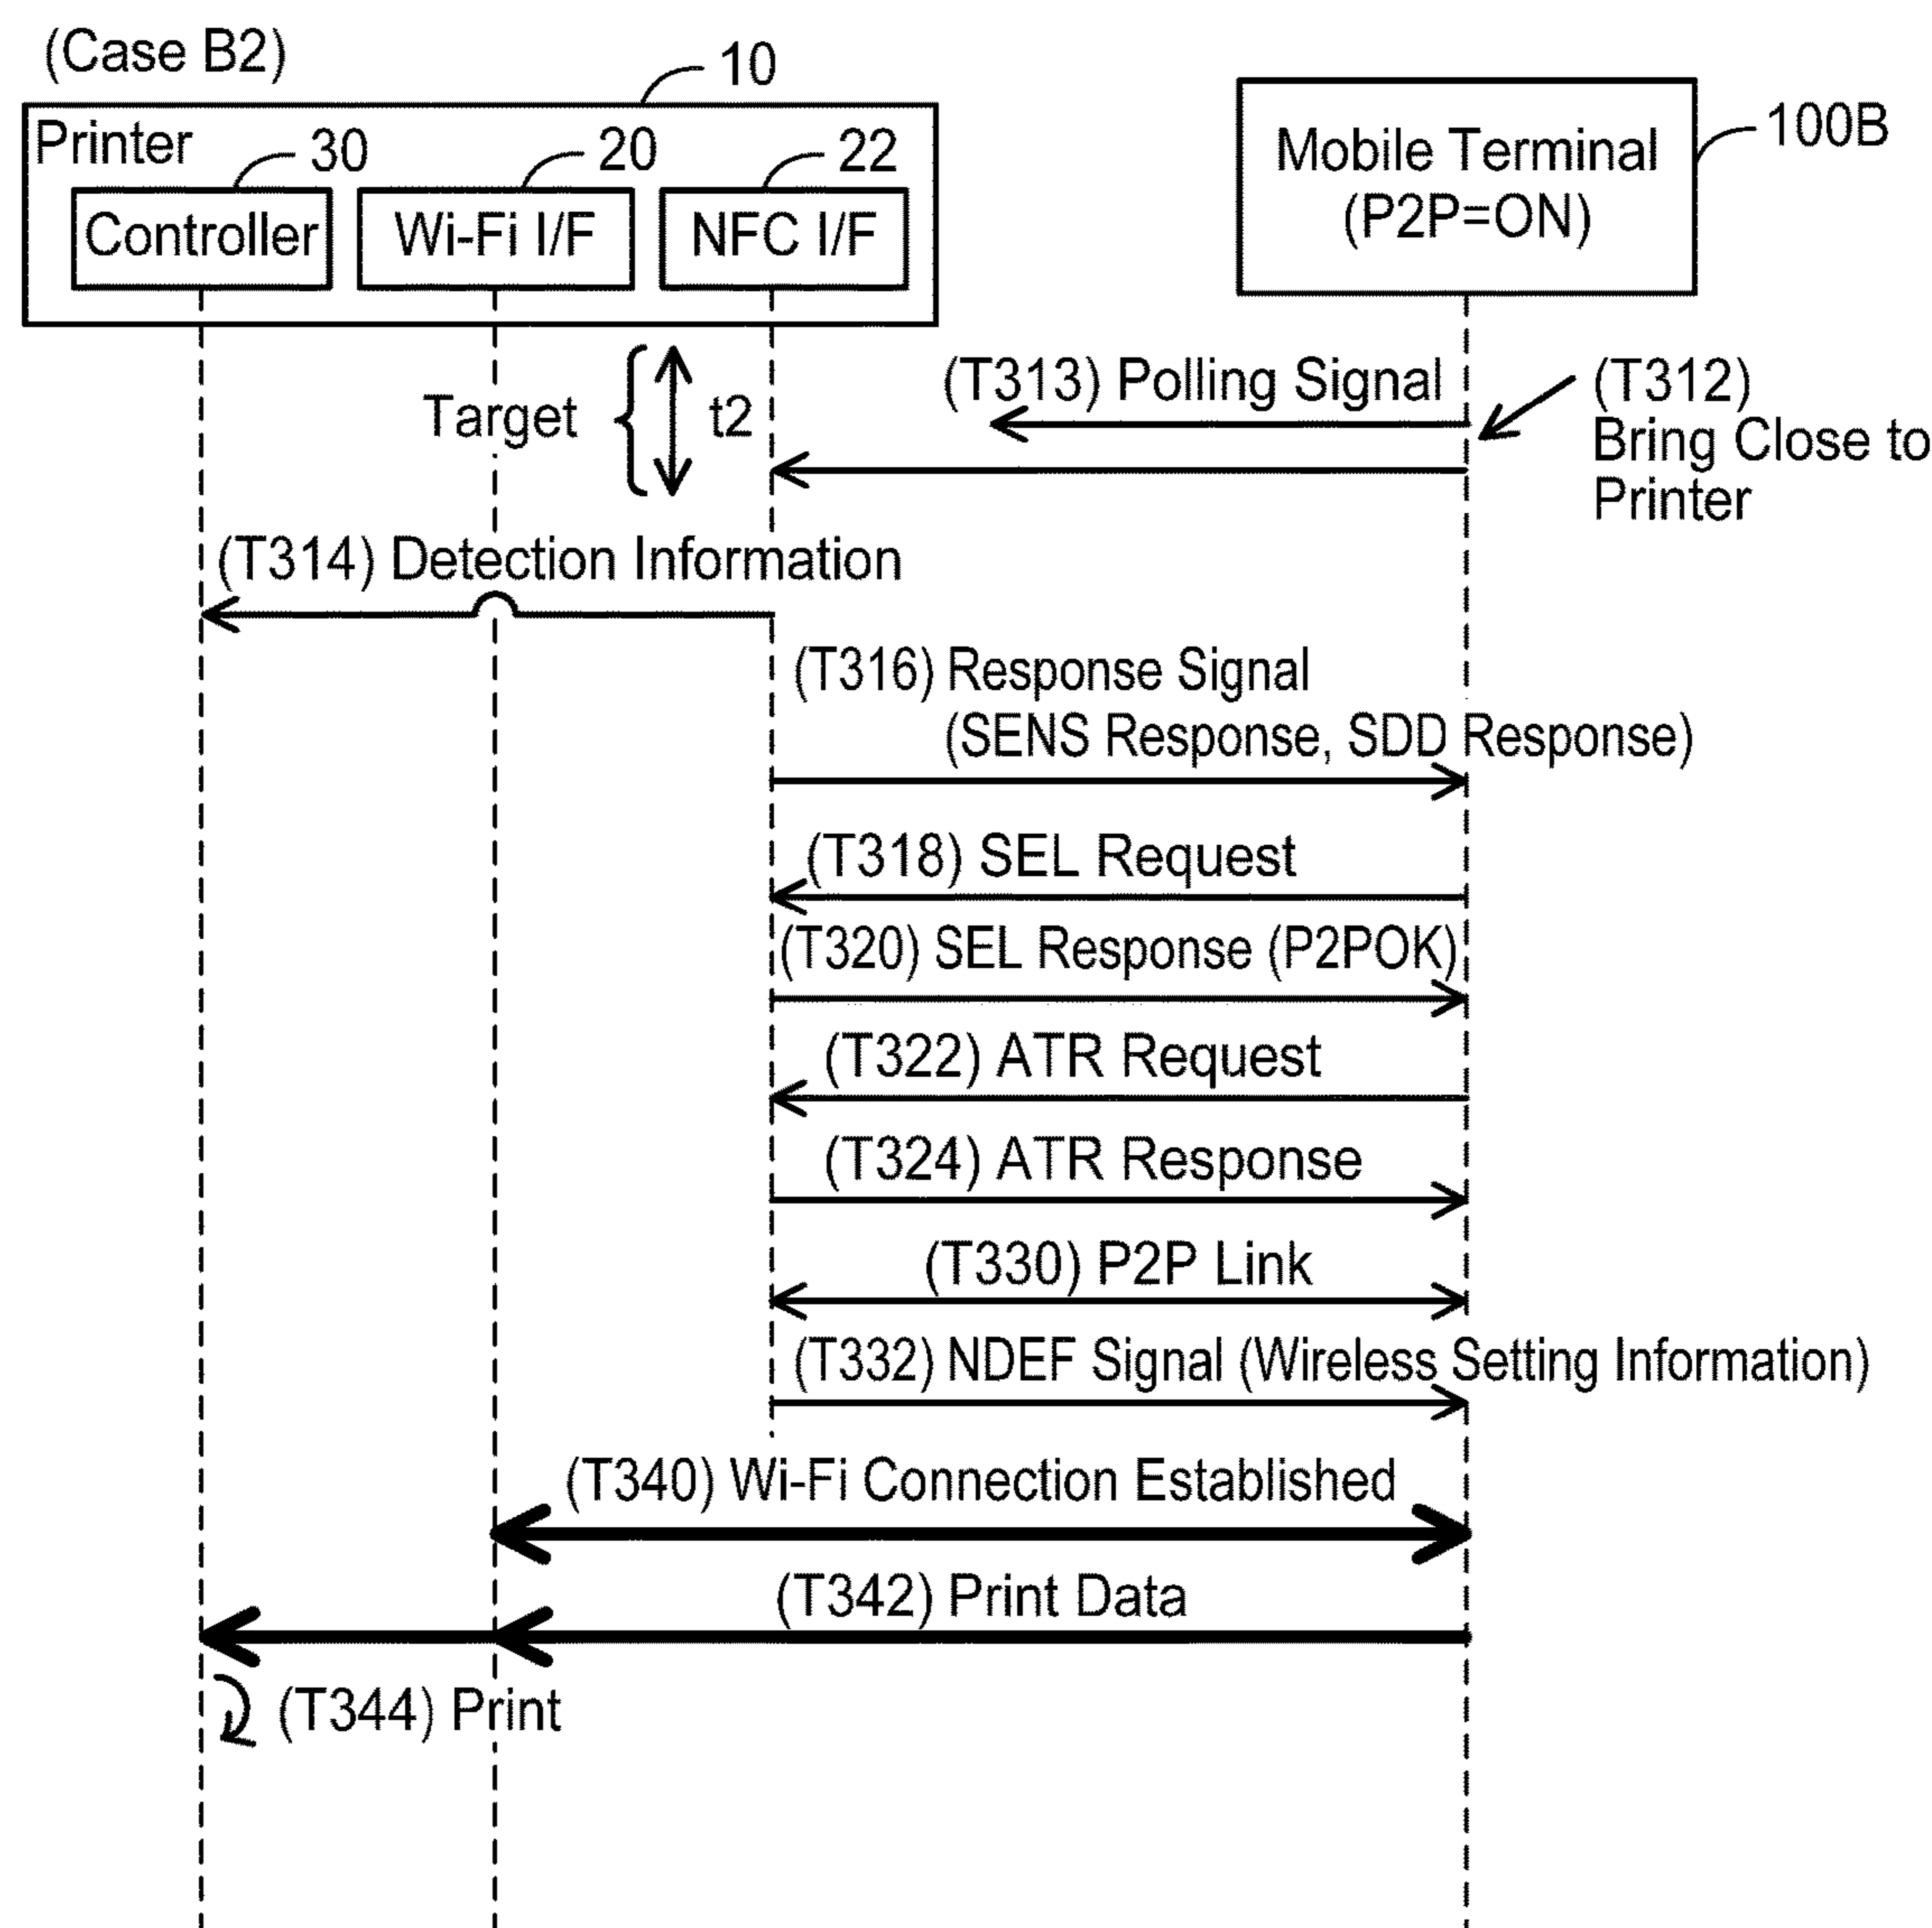 (Case B2)
10
Printer
30
20
22
Controller
Wi-Fi I/F
NFC I/F
Mobile Terminal
(P2P=ON)
100B
Target
t2
(T313) Polling Signal
(T312)
Bring Close to
Printer
(T314) Detection Information
(T316) Response Signal
(SENS Response, SDD Response)
(T318) SEL Request
(T320) SEL Response (P2POK)
(T322) ATR Request
(T324) ATR Response
(T330) P2P Link
(T332) NDEF Signal (Wireless Setting Information)
(T340) Wi-Fi Connection Established
(T342) Print Data
(T344) Print